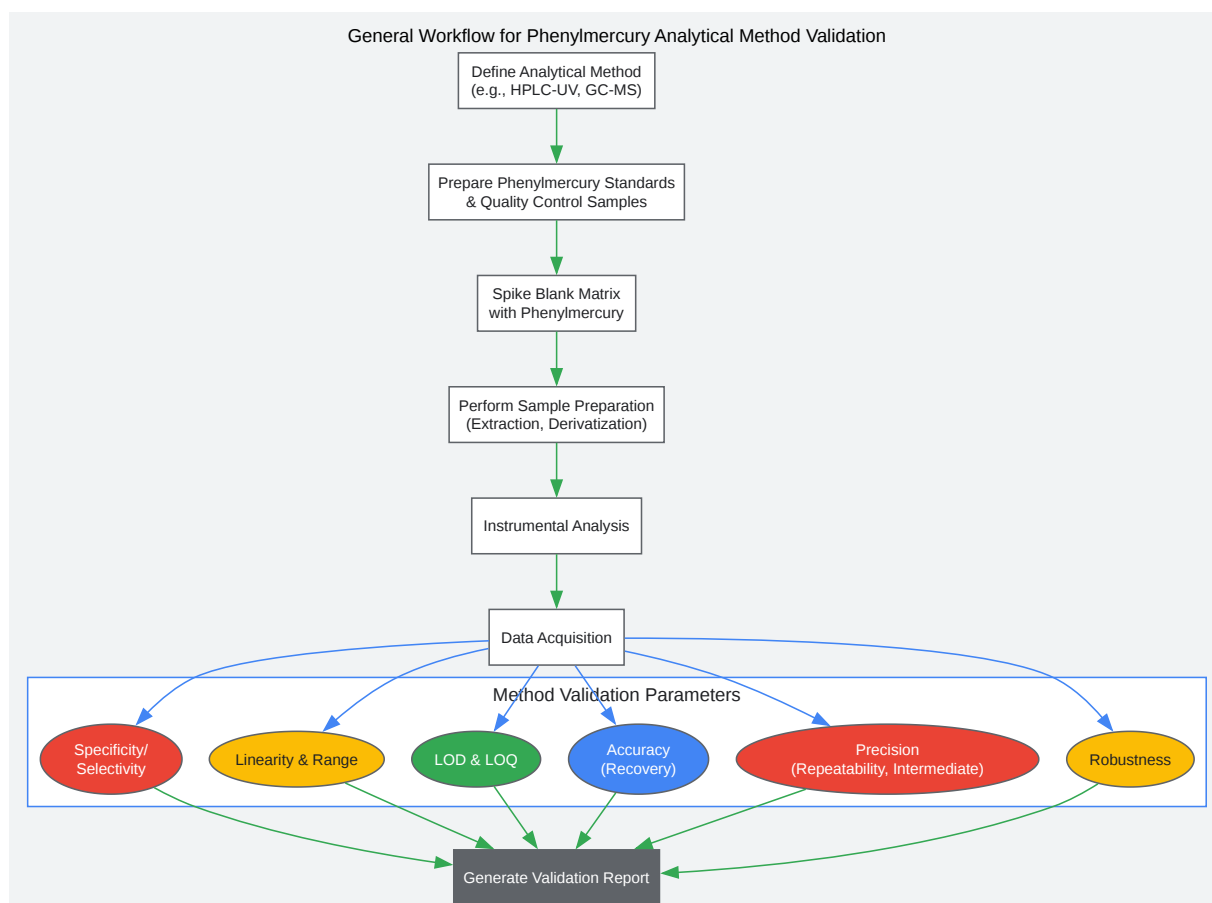 General Workflow for Phenylmercury Analytical Method Validation
Define Analytical Method
(e.g., HPLC-UV, GC-MS)
Prepare Phenylmercury Standards
& Quality Control Samples
Spike Blank Matrix
with Phenylmercury
Perform Sample Preparation
(Extraction, Derivatization)
Instrumental Analysis
Data Acquisition
Method Validation Parameters
Specificity/
Selectivity
Linearity & Range
LOD & LOQ
Accuracy
(Recovery)
Precision
(Repeatability, Intermediate)
Robustness
Generate Validation Report